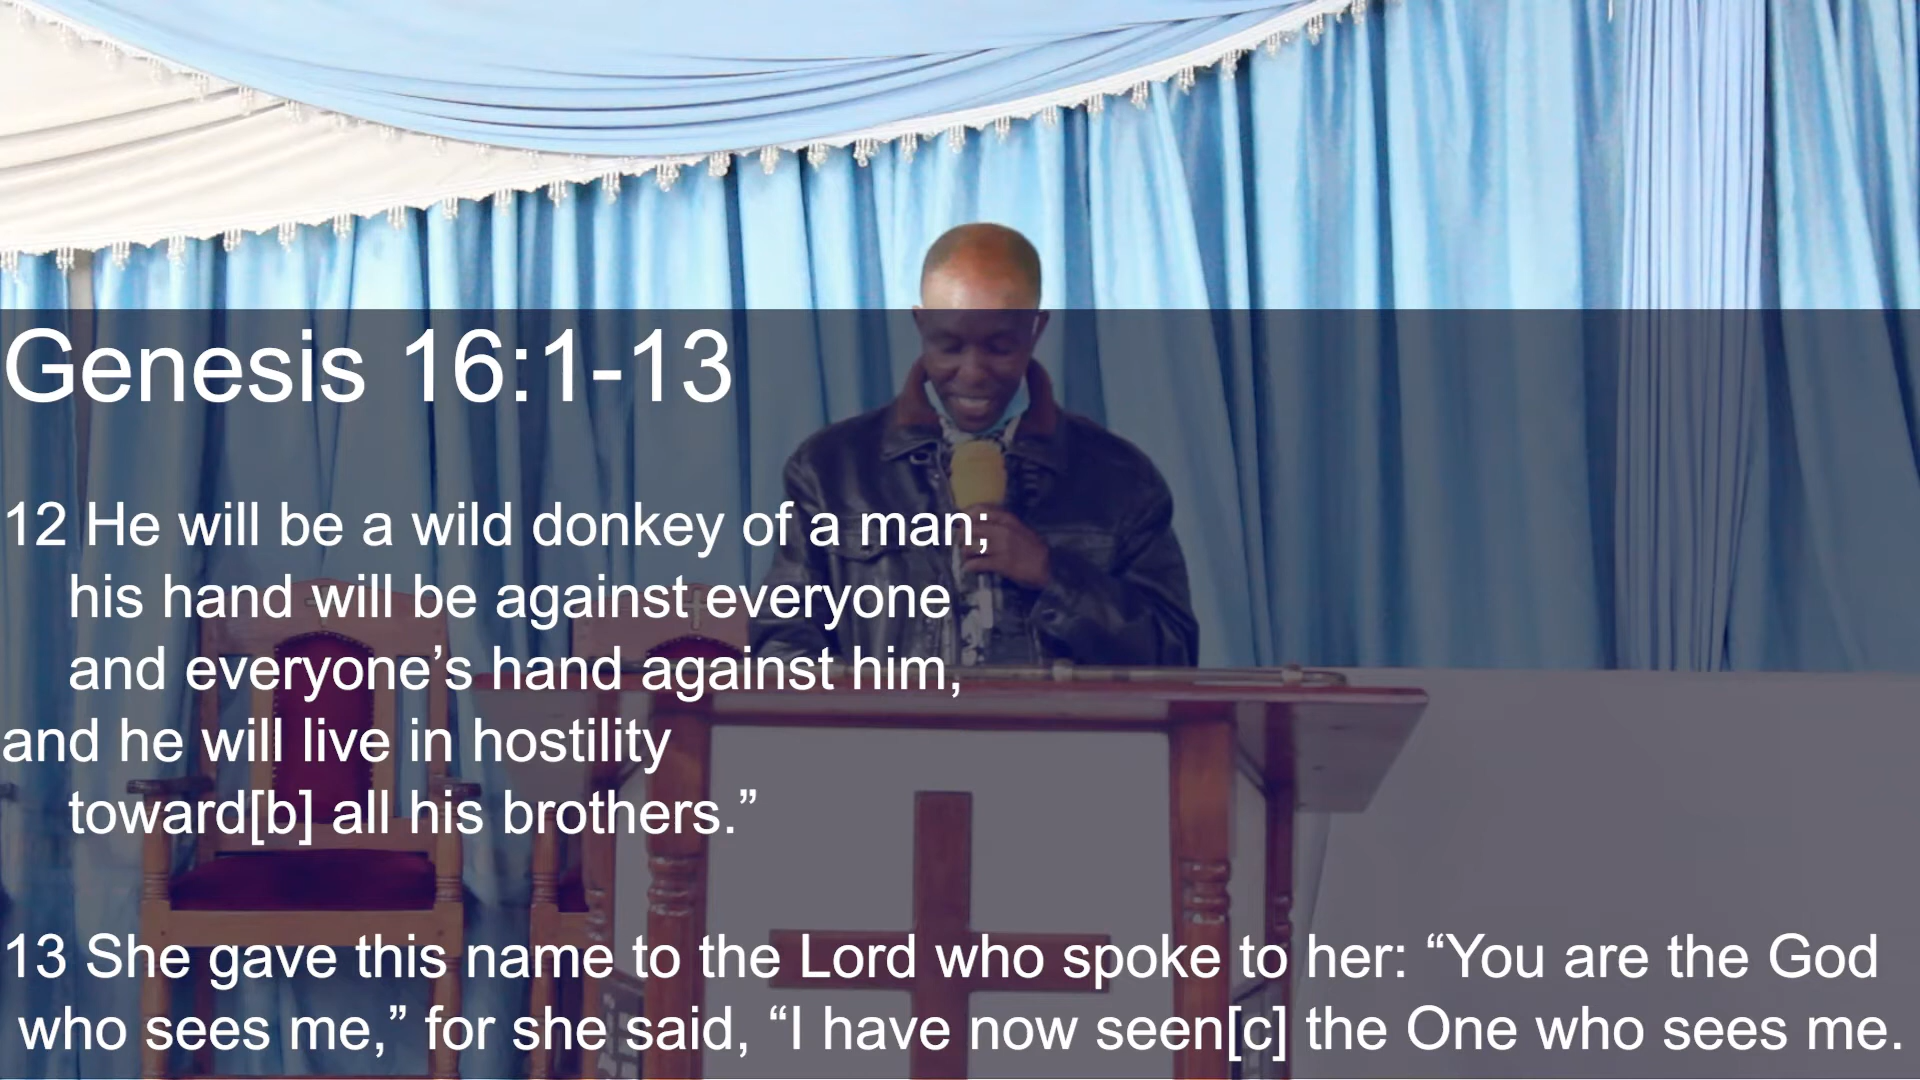 Genesis 16:1-13
12 He will be a wild donkey of a man;
his hand will be against everyone
and everyone’s hand against him,
and he will live in hostility
toward[b] all his brothers.”
13 She gave this name to the Lord who spoke to her: “You are the God
who sees me,” for she said, “I have now seen[c] the One who sees me.